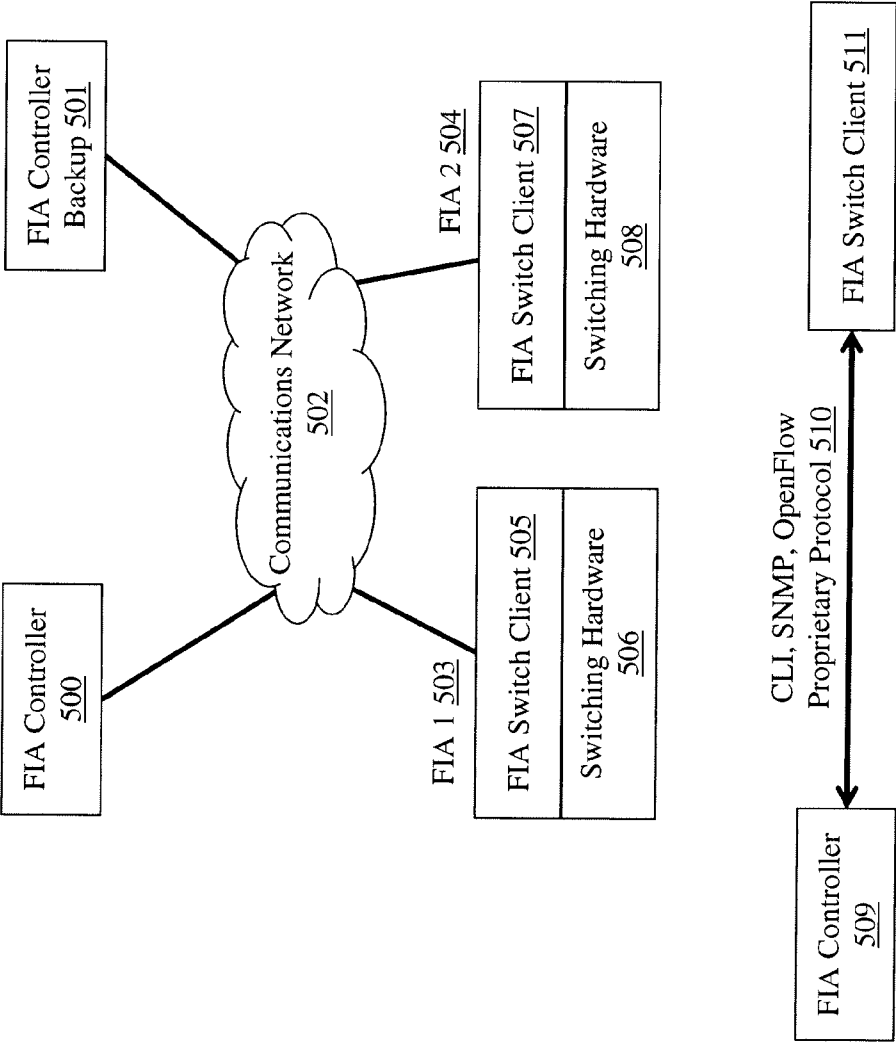 FIA Controller
500
FIA Controller
Backup 501
Communications Network
502
FIA 1 503
FIA Switch Client 505
Switching Hardware
506
FIA 2 504
FIA Switch Client 507
Switching Hardware
508
FIA Controller
509
CLI, SNMP, OpenFlow
Proprietary Protocol 510
FIA Switch Client 511